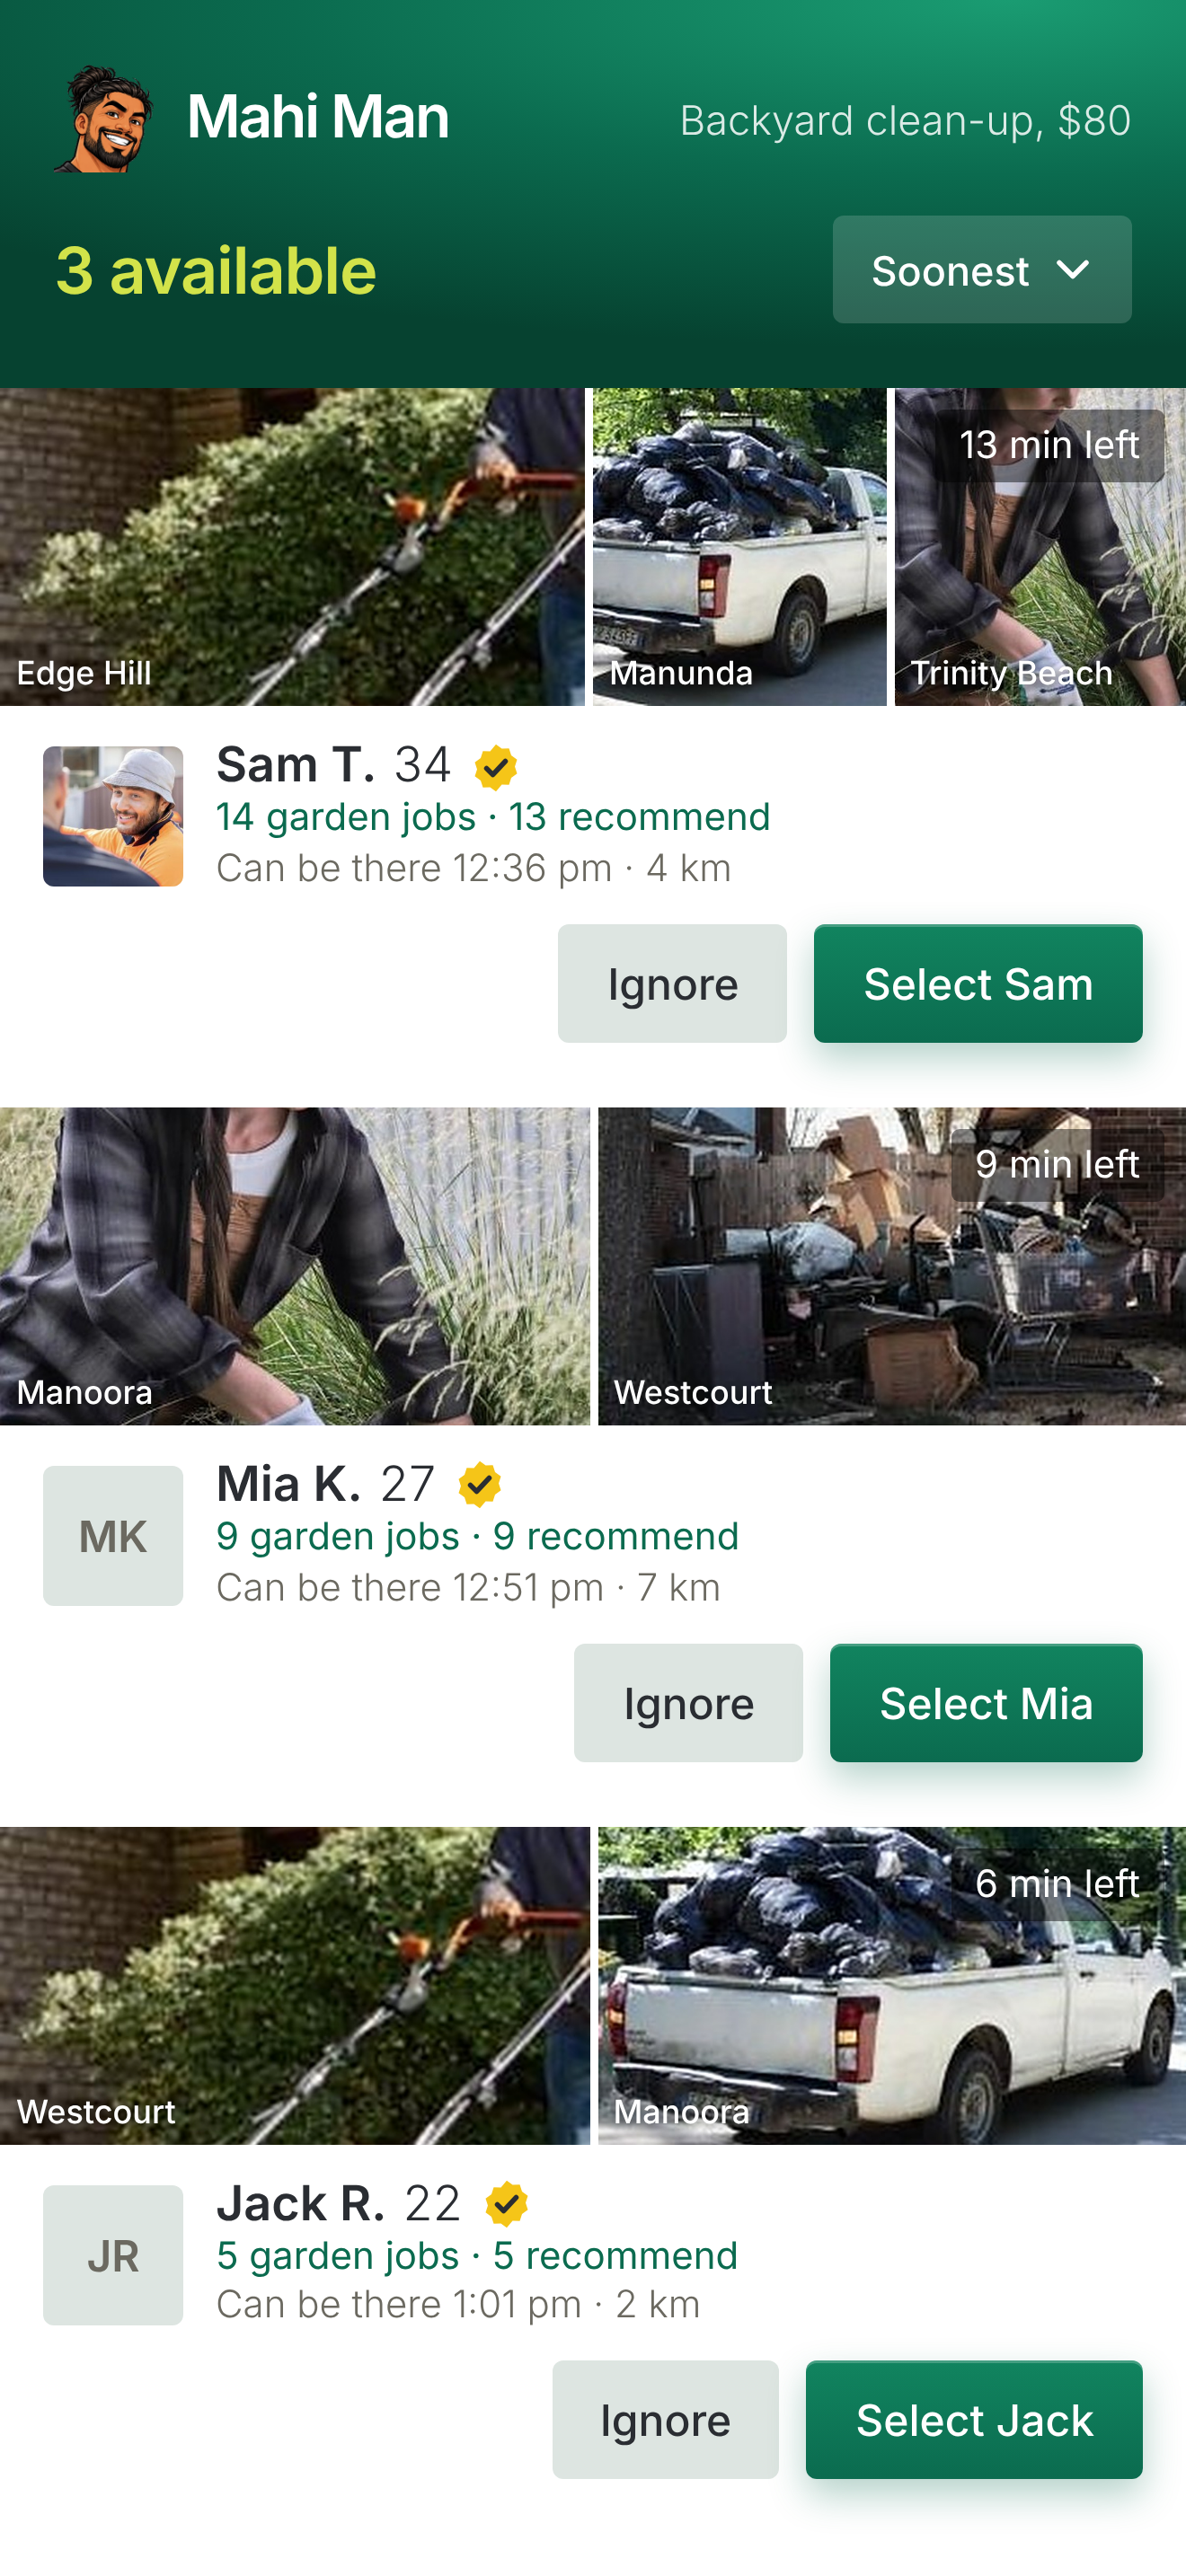 Mahi Man
Backyard clean-up, $80
3 available
Soonest
13 min left
Edge Hill
Manunda
Trinity Beach
Sam T. 34
14 garden jobs · 13 recommend
Can be there 12:36 pm · 4 km
Ignore
Select Sam
9 min left
Manoora
Westcourt
MK
Mia K. 27
9 garden jobs · 9 recommend
Can be there 12:51 pm · 7 km
Ignore
Select Mia
6 min left
Westcourt
Manoora
JR
Jack R. 22
5 garden jobs · 5 recommend
Can be there 1:01 pm · 2 km
Ignore
Select Jack